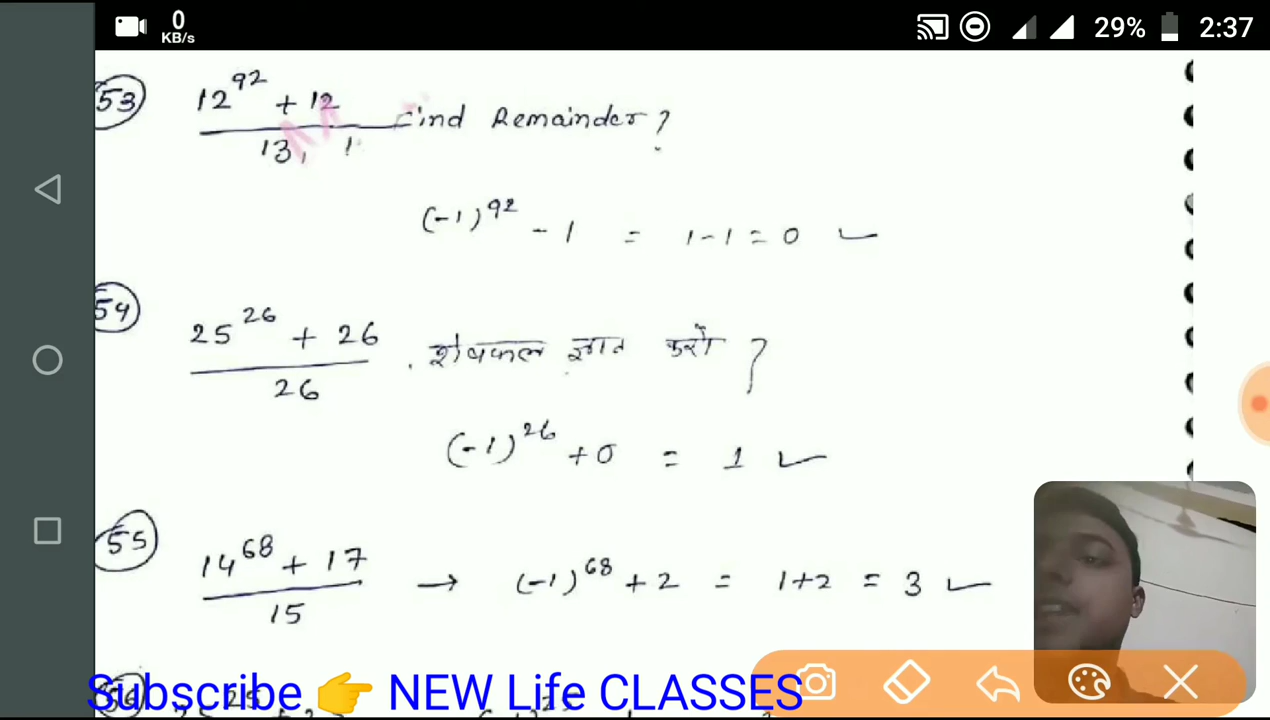 0
KB/s
29% 2:37
53 12^92 + 12 Find Remainder?
13,
(-1)^92 - 1 = 1-1 = 0 ✓
54 25^26 + 26 . शेषफल ज्ञात करो ?
26
(-1)^26 + 0 = 1 ✓
55 14^68 + 17 → (-1)^68 + 2 = 1+2 = 3 ✓
15
Subscribe 👉 NEW Life CLASSES